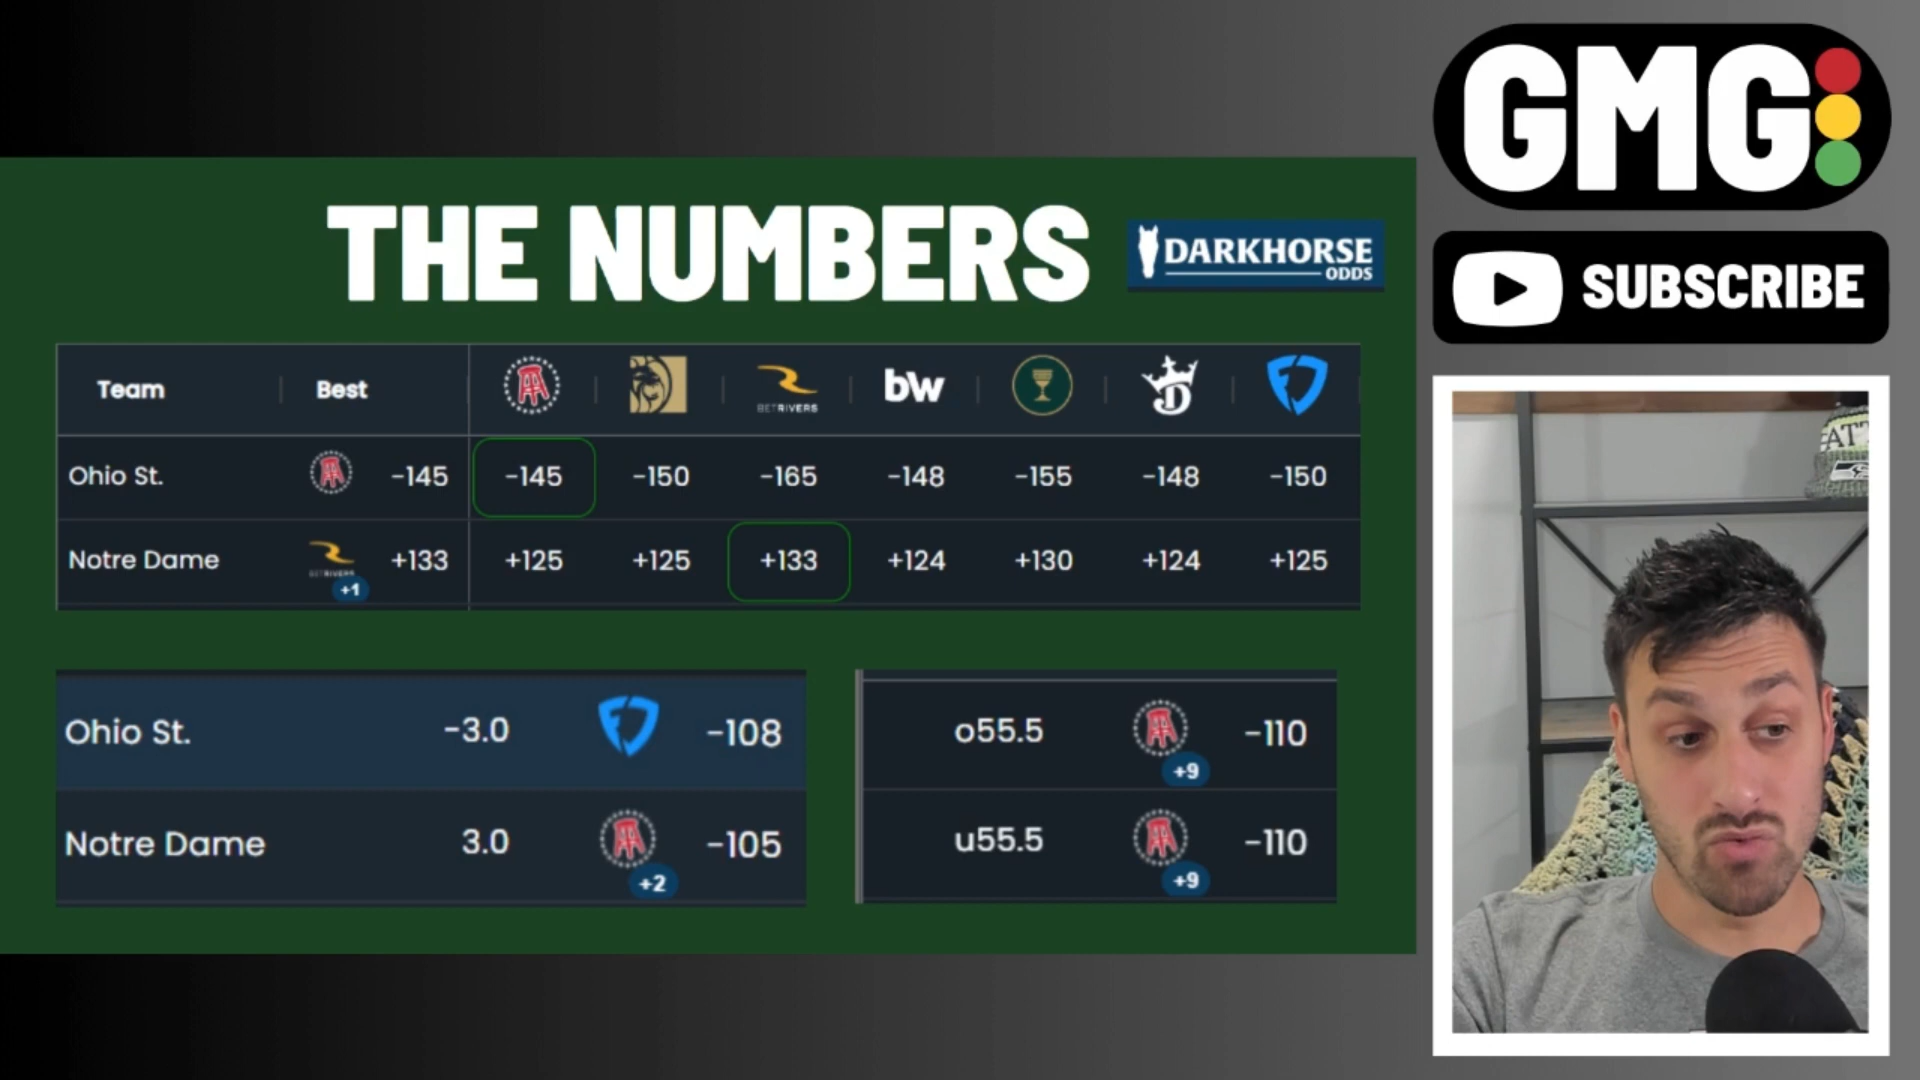 GMG
THE NUMBERS
DARKHORSE
ODDS
SUBSCRIBE
Team Best BETRIVERS bw
Ohio St. -145 -145 -150 -165 -148 -155 -148 -150
Notre Dame BETRIVERS +1 +133 +125 +125 +133 +124 +130 +124 +125
Ohio St. -3.0 -108
Notre Dame 3.0 +2 -105
o55.5 +9 -110
u55.5 +9 -110